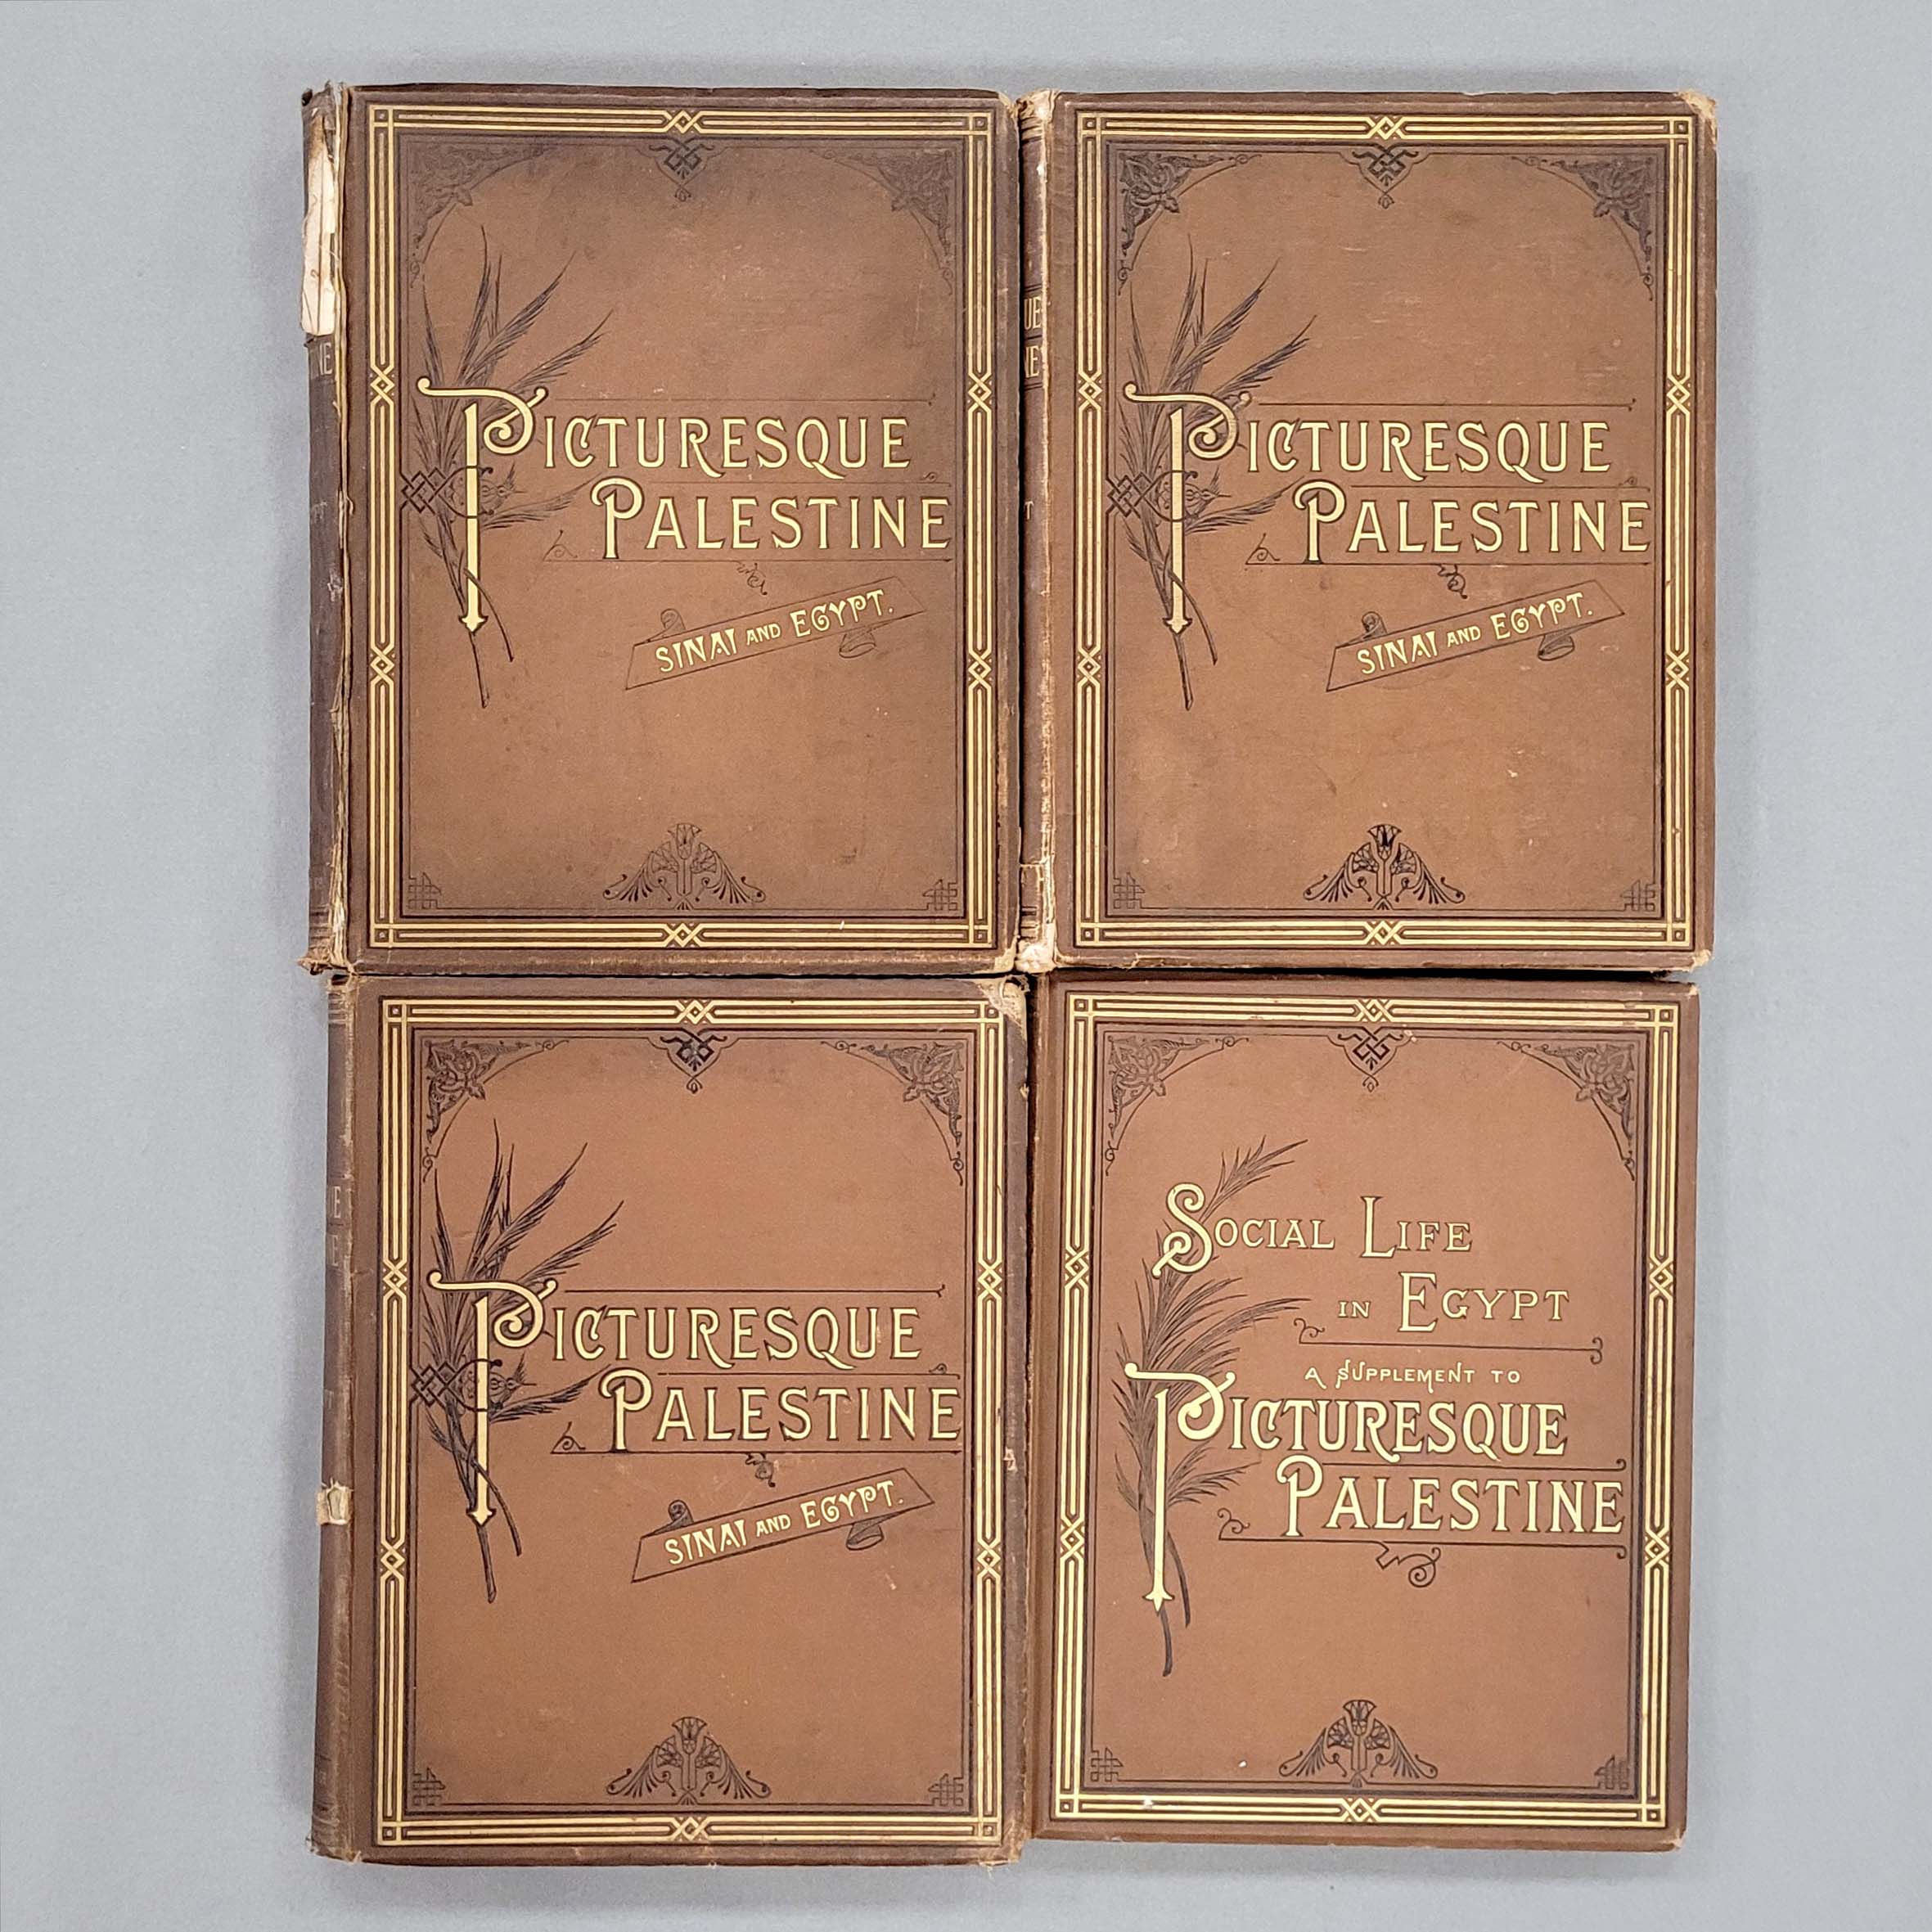 PICTURESQUE
PALESTINE
SINAI AND EGYPT.
PICTURESQUE
PALESTINE
SINAI AND EGYPT.
PICTURESQUE
PALESTINE
SINAI AND EGYPT.
SOCIAL LIFE
IN EGYPT
A SUPPLEMENT TO
PICTURESQUE
PALESTINE